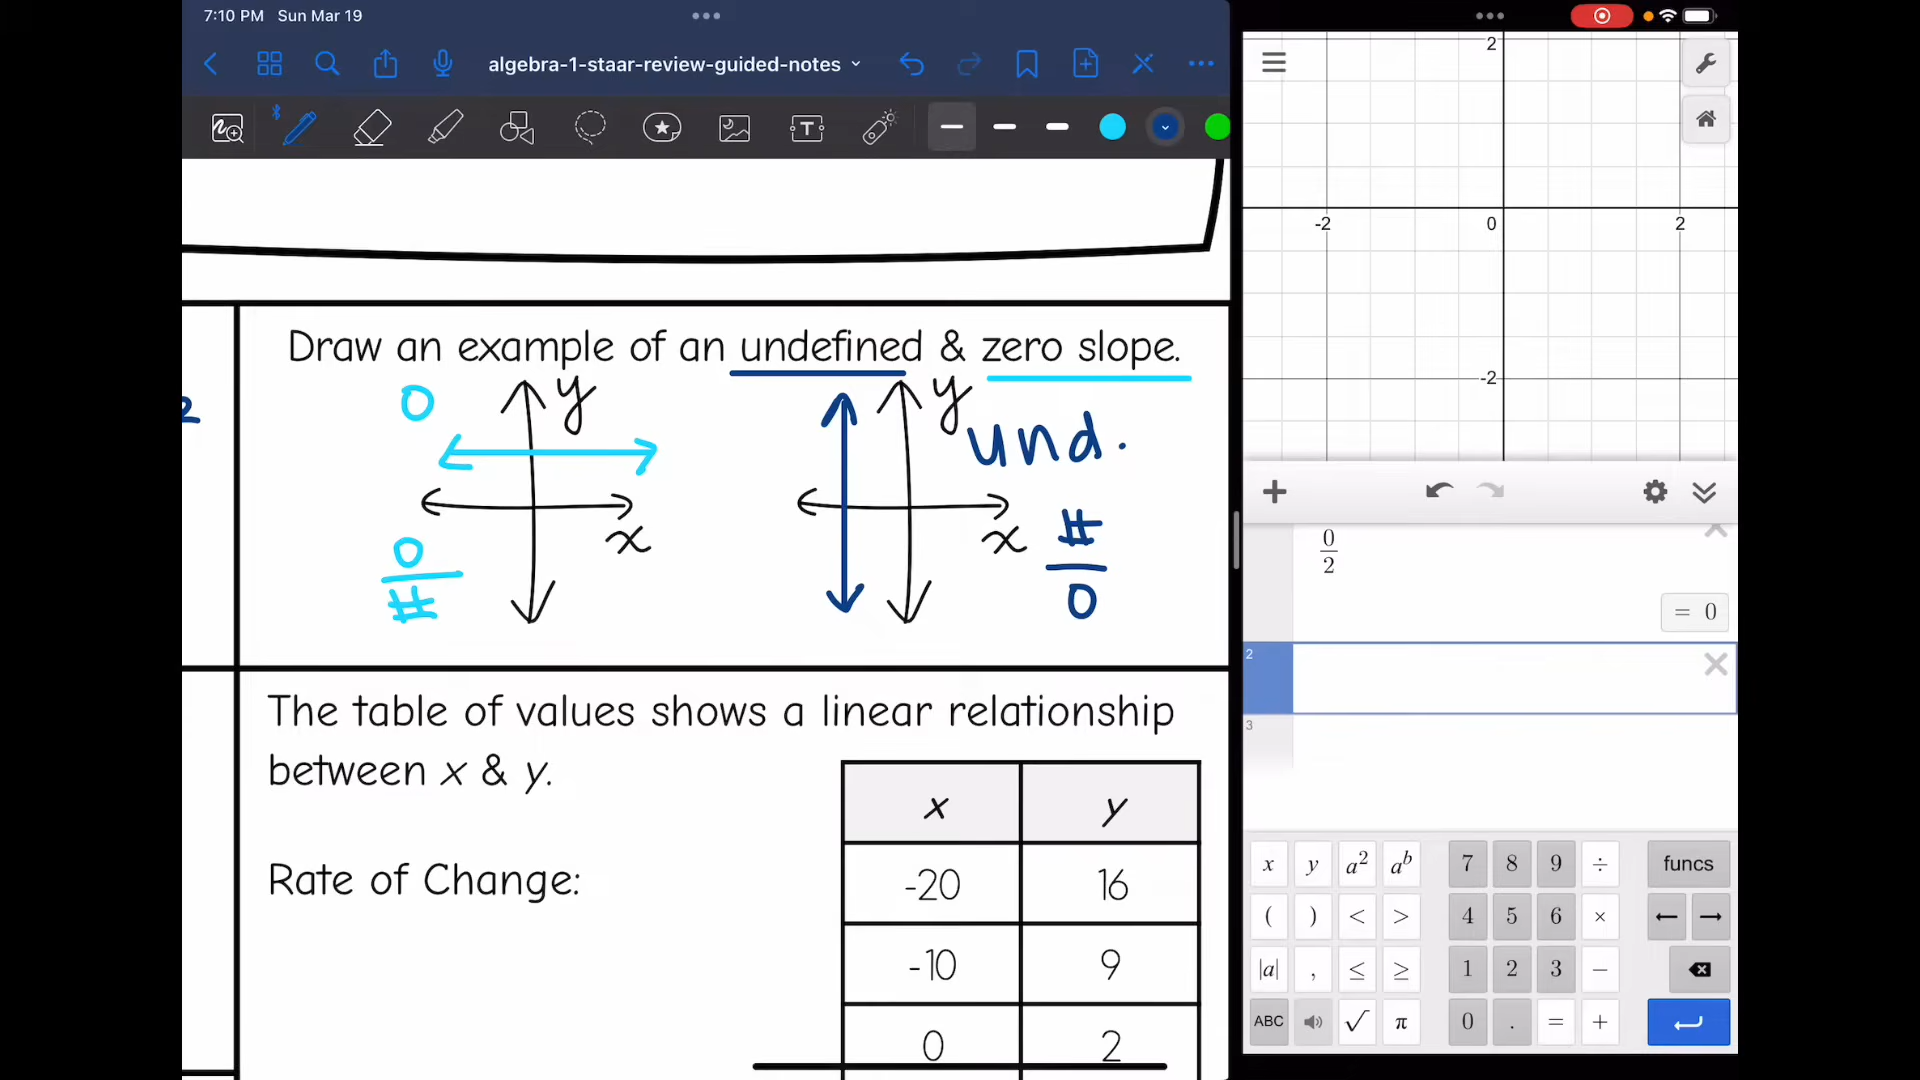 7:10 PM Sun Mar 19
algebra-1-staar-review-guided-notes
Draw an example of an undefined & zero slope.
0
y
x
0
#
y
und.
x
#
0
The table of values shows a linear relationship
between x & y.
Rate of Change:
x y
-20 16
-10 9
0 2
2
-2 0 2
-2
0
2
= 0
2
3
x y a² aᵇ 7 8 9 ÷ funcs
( ) < > 4 5 6 × ← →
|a| , ≤ ≥ 1 2 3 −
ABC √ π 0 . = +